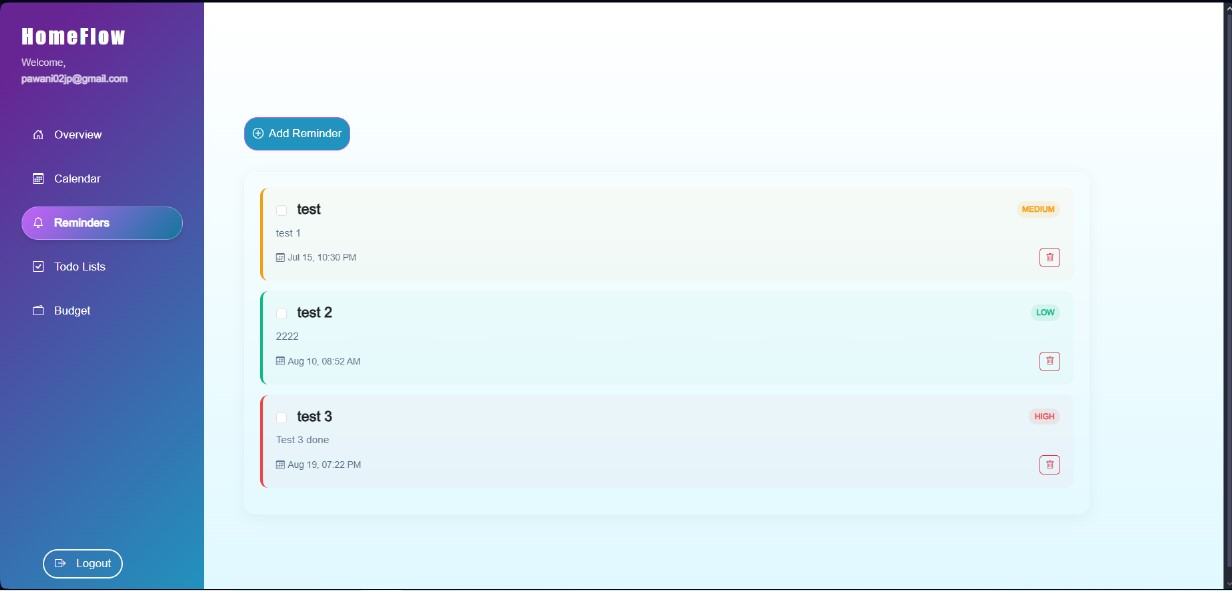 HomeFlow
Welcome,
pawani02jp@gmail.com
Overview
Calendar
Reminders
Todo Lists
Budget
Logout
Add Reminder
test
MEDIUM
test 1
Jul 15, 10:30 PM
test 2
LOW
2222
Aug 10, 08:52 AM
test 3
HIGH
Test 3 done
Aug 19, 07:22 PM